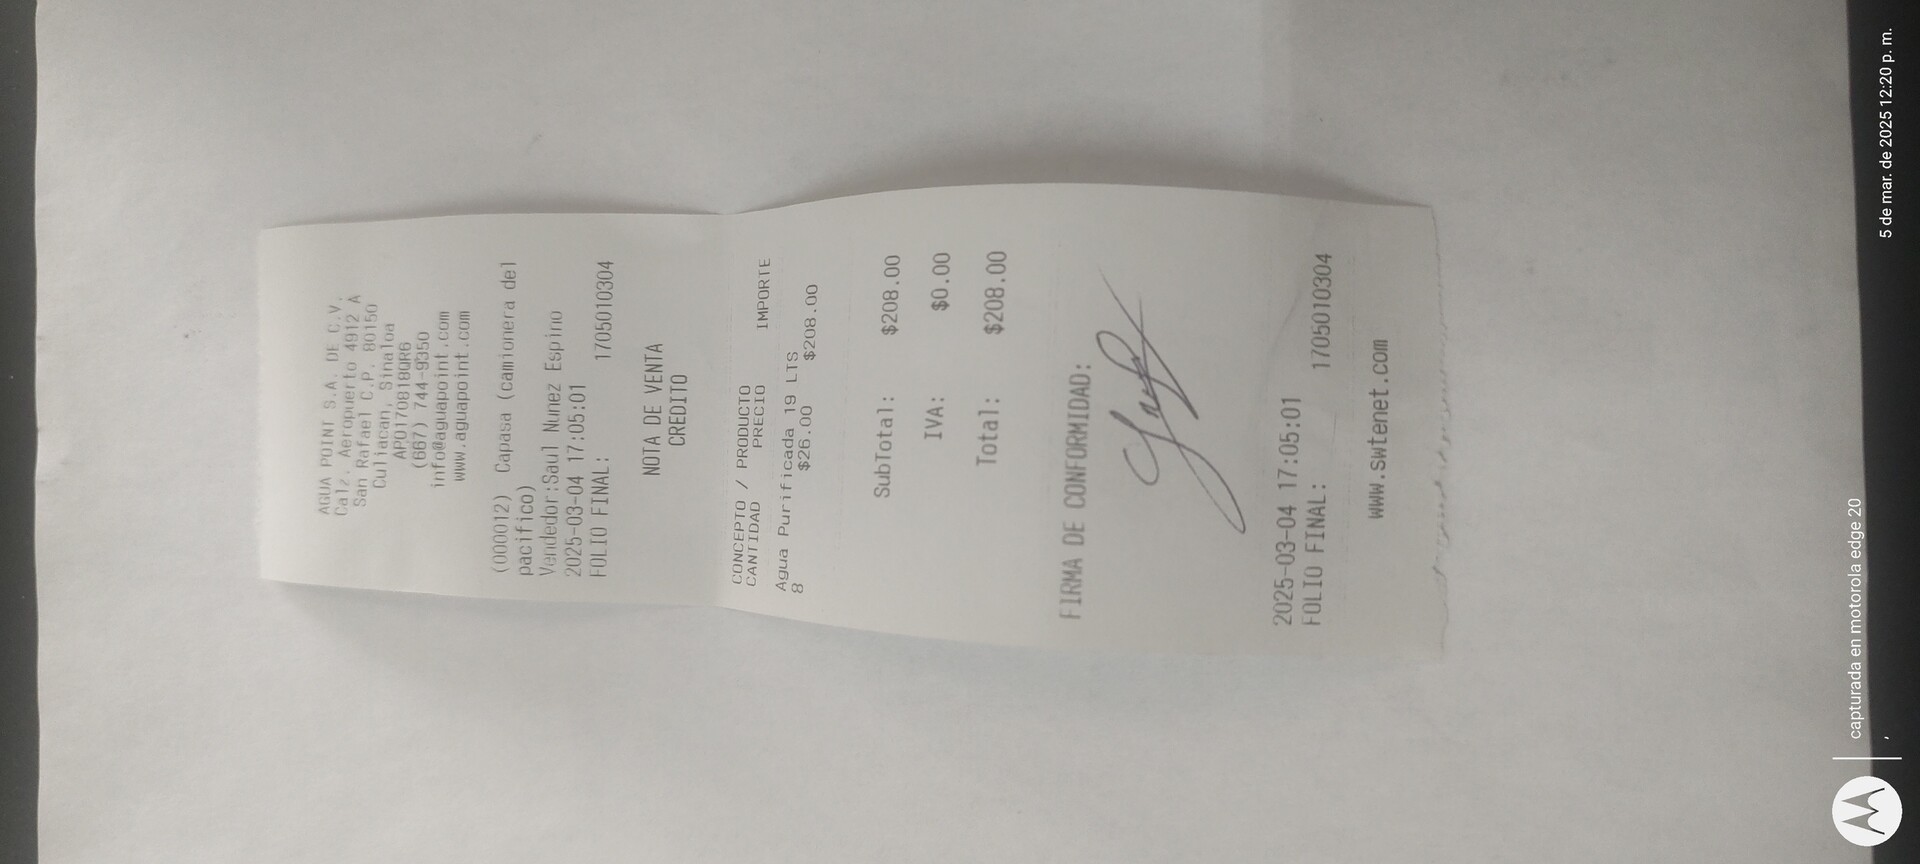 AGUA POINT S.A. DE C.V.
Calz. Aeropuerto 4912 A
San Rafael C.P. 80150
Culiacan, Sinaloa
APO170818QR6
(667) 744-9350
info@aguapoint.com
www.aguapoint.com
(000012) Capasa (camionera del
pacifico)
Vendedor:Saul Nunez Espino
2025-03-04 17:05:01
FOLIO FINAL: 1705010304
NOTA DE VENTA
CREDITO
CONCEPTO / PRODUCTO
CANTIDAD PRECIO IMPORTE
Agua Purificada 19 LTS
8 $26.00 $208.00
SubTotal: $208.00
IVA: $0.00
Total: $208.00
FIRMA DE CONFORMIDAD:
2025-03-04 17:05:01
FOLIO FINAL: 1705010304
www.swtenet.com
capturada en motorola edge 20
,
5 de mar. de 2025 12:20 p. m.